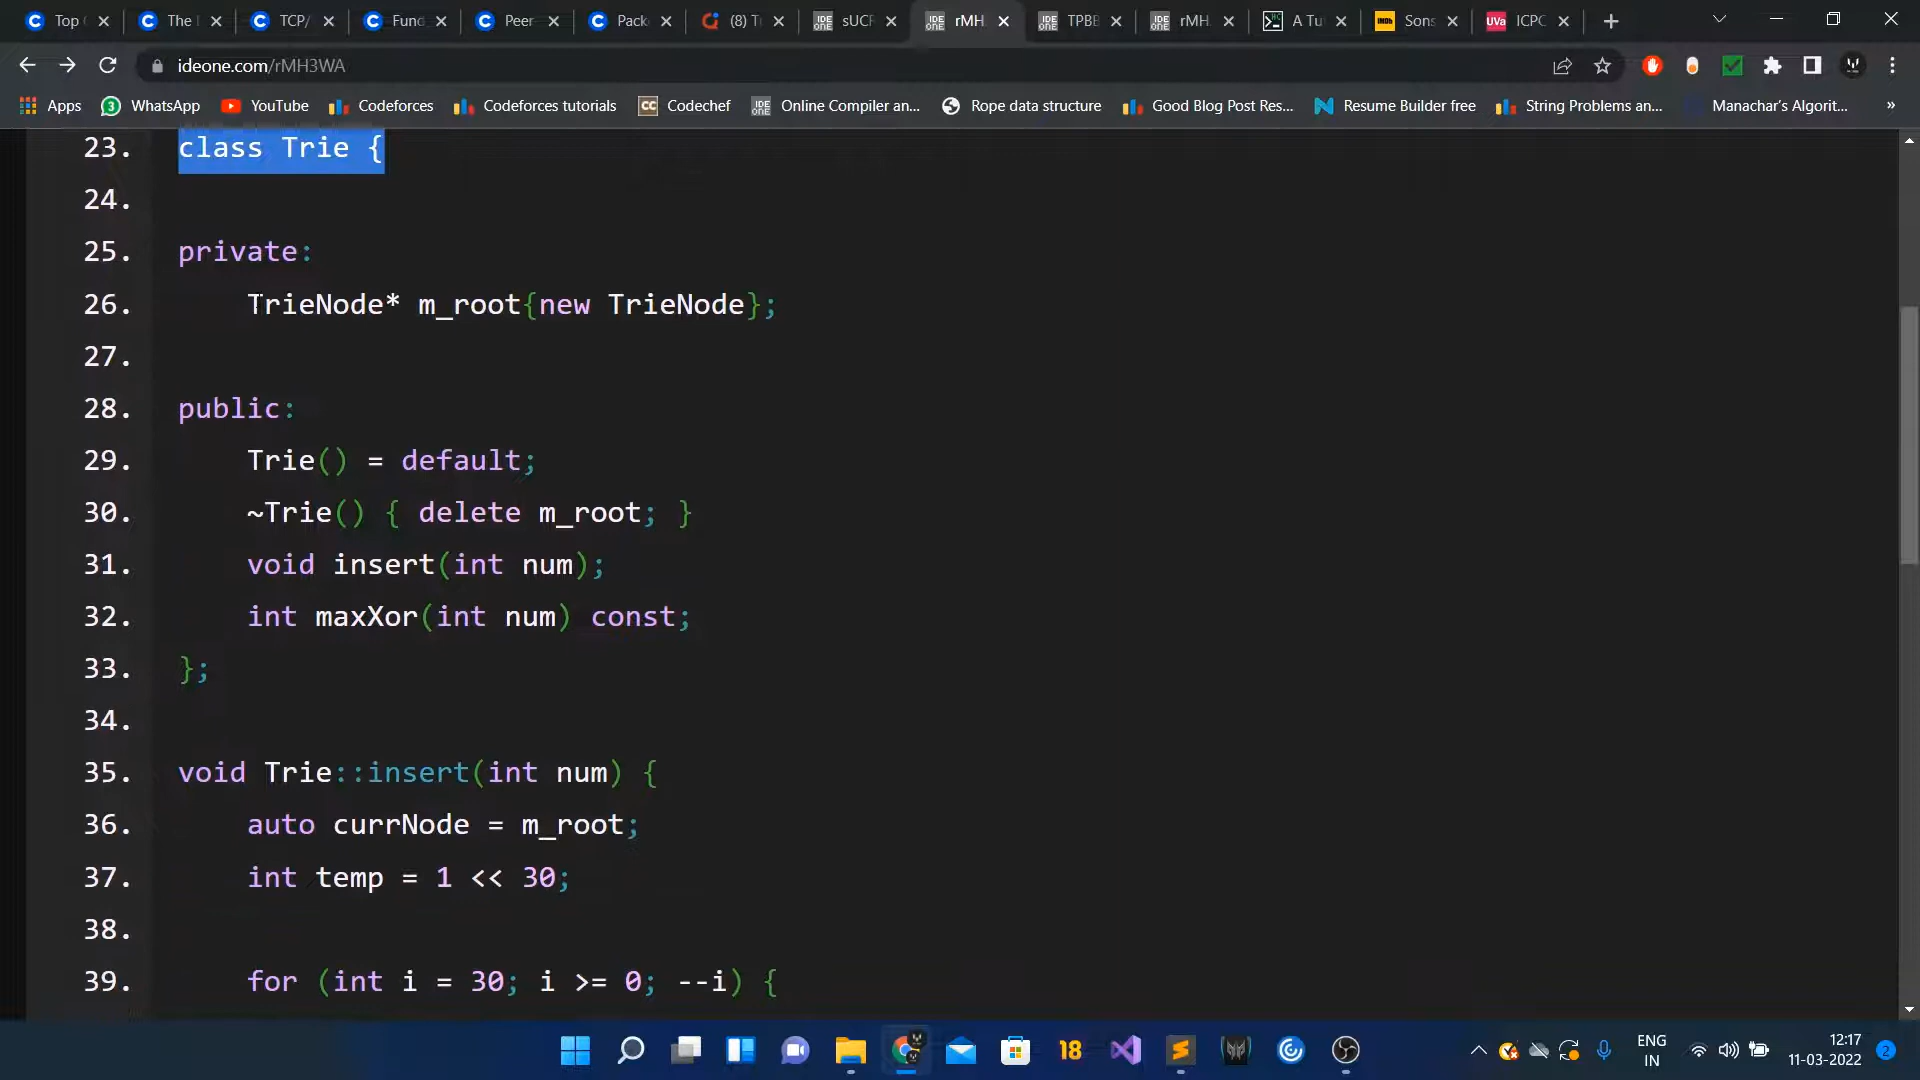 Top
The
TCP/
Func
Peer
Pack
(8) T
sUCF
rMH
TPBE
rMH
A Tu
Sons
ICPC
ideone.com/rMH3WA
Apps
WhatsApp
YouTube
Codeforces
Codeforces tutorials
Codechef
Online Compiler an...
Rope data structure
Good Blog Post Res...
Resume Builder free
String Problems an...
Manachar's Algorit...
»
23. class Trie {
24.
25. private:
26. TrieNode* m_root{new TrieNode};
27.
28. public:
29. Trie() = default;
30. ~Trie() { delete m_root; }
31. void insert(int num);
32. int maxXor(int num) const;
33. };
34.
35. void Trie::insert(int num) {
36. auto currNode = m_root;
37. int temp = 1 << 30;
38.
39. for (int i = 30; i >= 0; --i) {
18
ENG
IN
12:17
11-03-2022
2